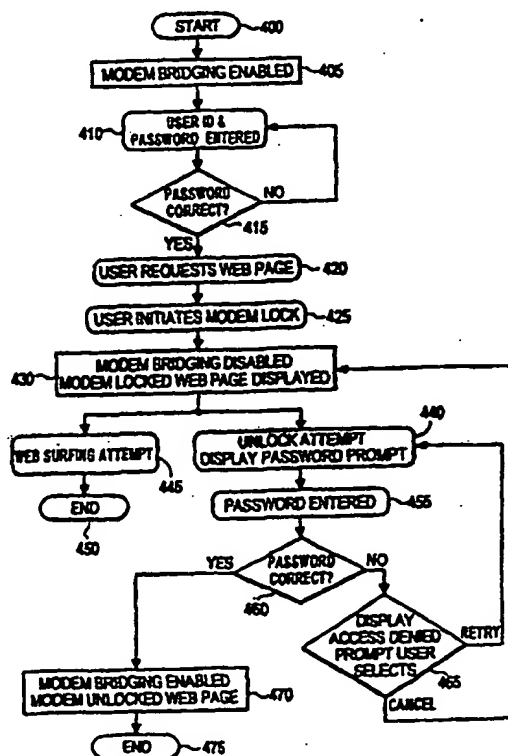 START 400
MODEM BRIDGING ENABLED 405
410 USER ID &
PASSWORD ENTERED
PASSWORD
CORRECT?
NO
415
YES
USER REQUESTS WEB PAGE 420
USER INITIATES MODEM LOCK 425
430 MODEM BRIDGING DISABLED
MODEM LOCKED WEB PAGE DISPLAYED
440
WEB SURFING ATTEMPT
445
END
450
UNLOCK ATTEMPT
DISPLAY PASSWORD PROMPT
PASSWORD ENTERED 455
YES
PASSWORD
CORRECT?
NO
460
DISPLAY
ACCESS DENIED
PROMPT USER
SELECTS
RETRY
465
CANCEL
MODEM BRIDGING ENABLED
MODEM UNLOCKED WEB PAGE
470
END 475